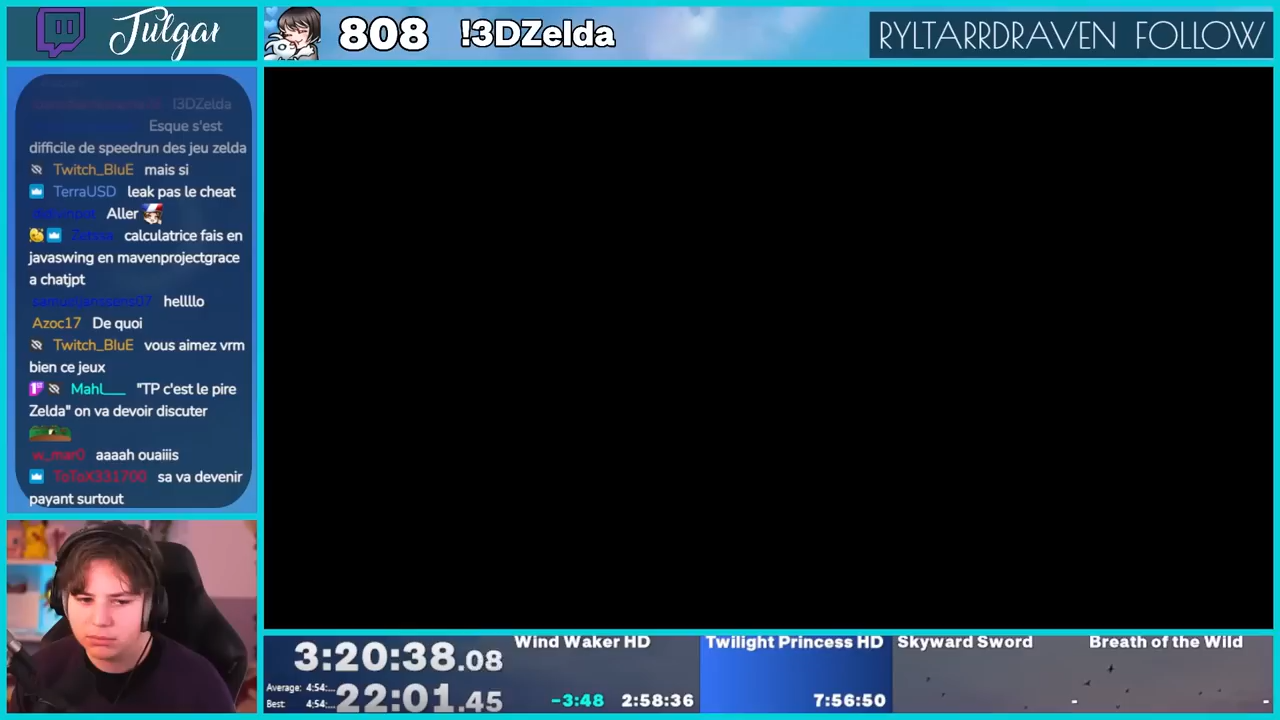 Julgar
808
!3DZelda
RYLTARRDRAVEN FOLLOW
!3DZelda
Esque s'est
difficile de speedrun des jeu zelda
Twitch_BluE mais si
TerraUSD leak pas le cheat
Aller
Zetssa calculatrice fais en
javaswing en mavenprojectgrace
a chatjpt
hellllo
Azoc17 De quoi
Twitch_BluE vous aimez vrm
bien ce jeux
Mahl___ "TP c'est le pire
Zelda" on va devoir discuter
w_mar0 aaaah ouaiiis
ToToX331700 sa va devenir
payant surtout
3:20:38.08
Average: 4:54:...
Best: 4:54:...
22:01.45
Wind Waker HD
-3:48 2:58:36
Twilight Princess HD
7:56:50
Skyward Sword
-
Breath of the Wild
-